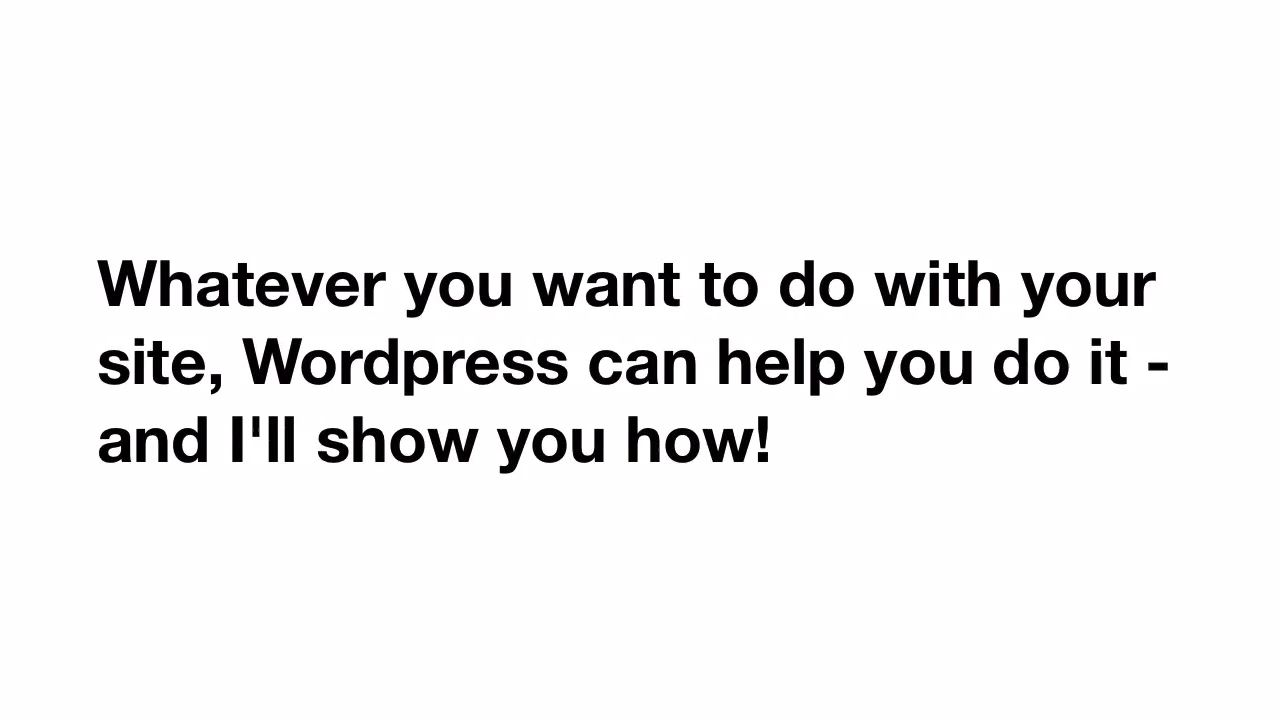 Whatever you want to do with your
site, Wordpress can help you do it -
and I'll show you how!